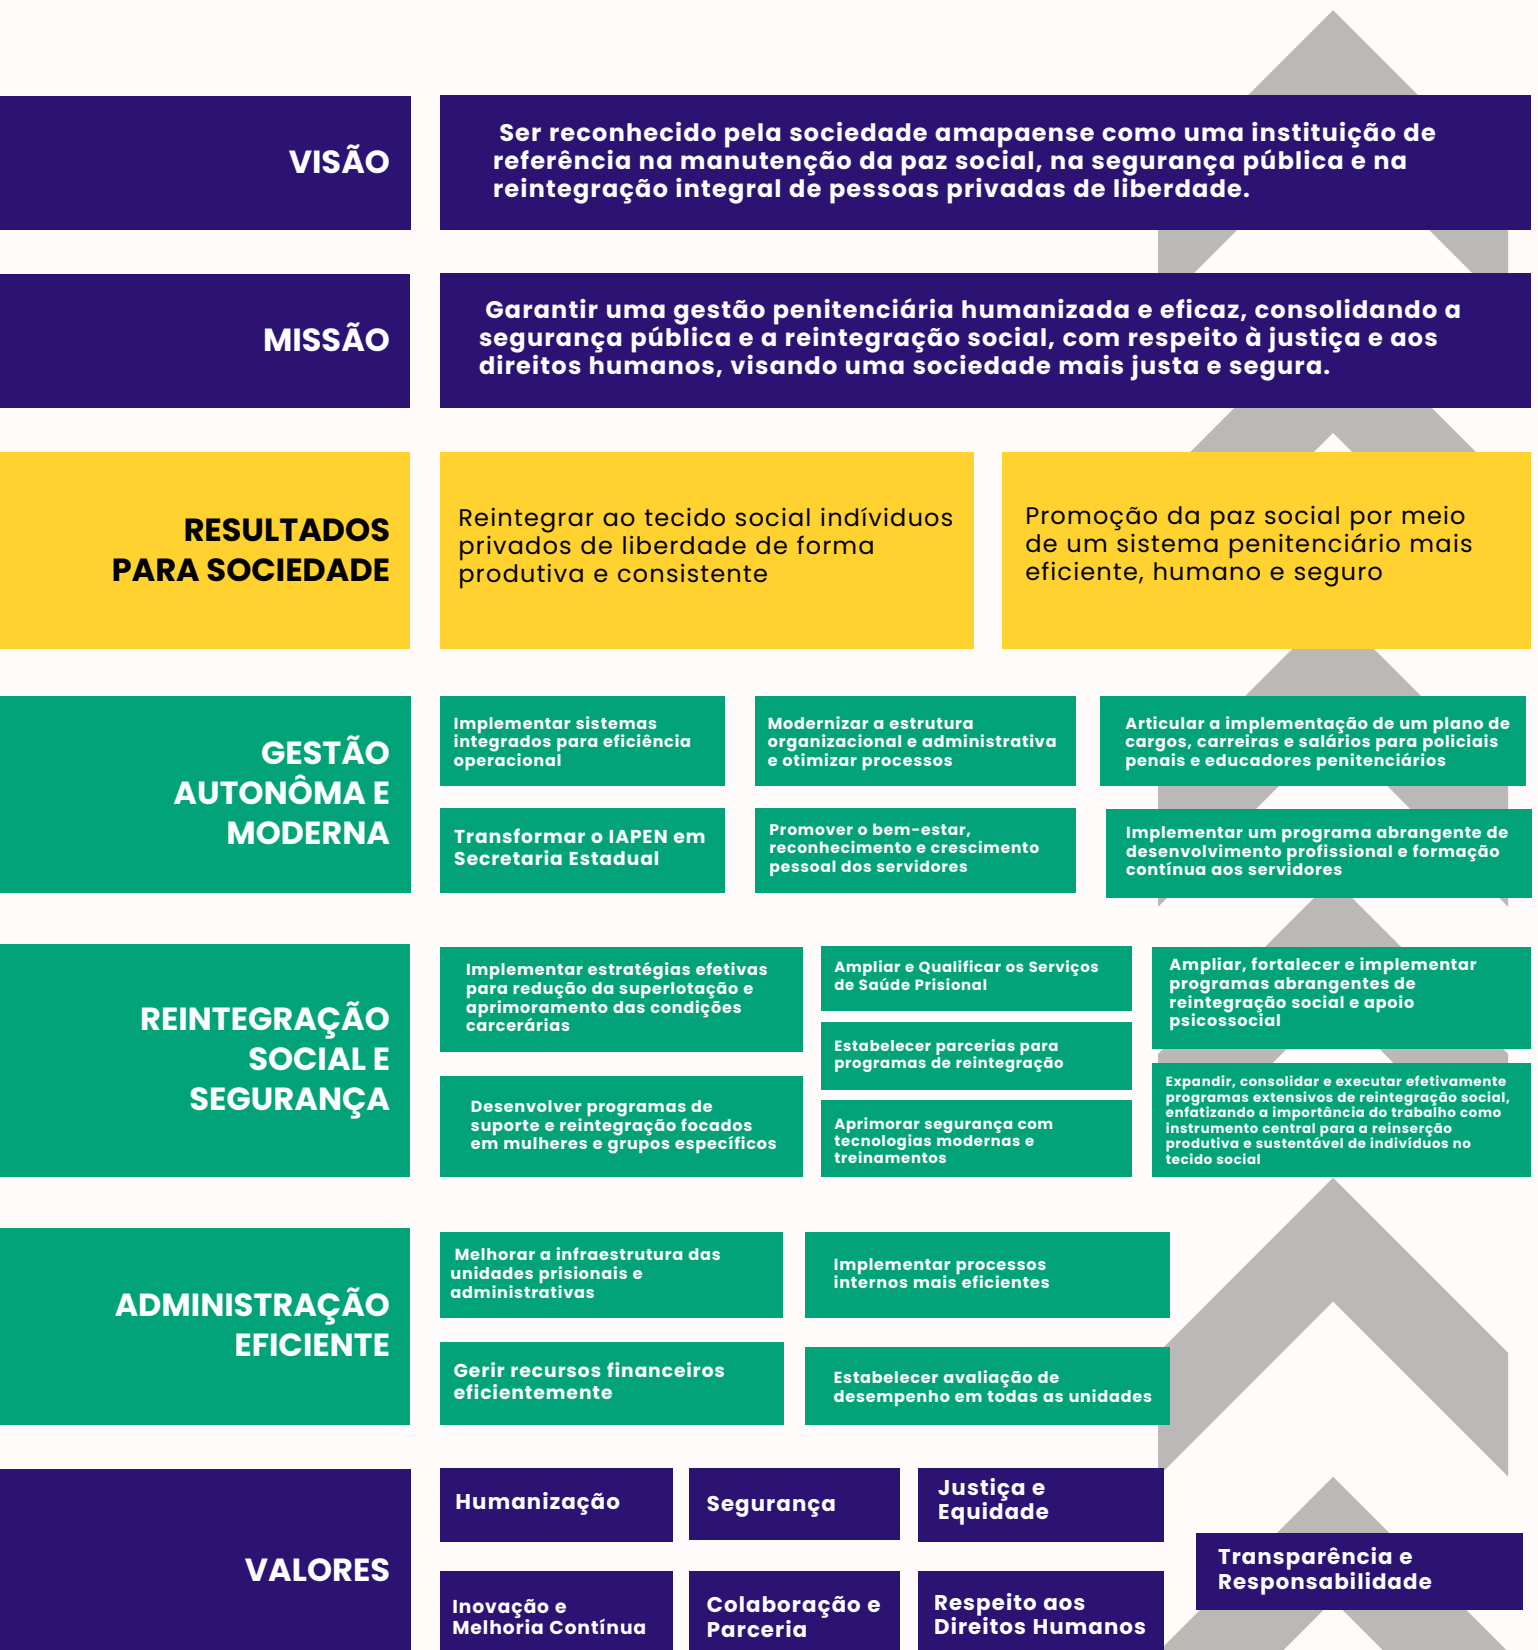 VISÃO
Ser reconhecido pela sociedade amapaense como uma instituição de
referência na manutenção da paz social, na segurança pública e na
reintegração integral de pessoas privadas de liberdade.
MISSÃO
Garantir uma gestão penitenciária humanizada e eficaz, consolidando a
segurança pública e a reintegração social, com respeito à justiça e aos
direitos humanos, visando uma sociedade mais justa e segura.
RESULTADOS
PARA SOCIEDADE
Reintegrar ao tecido social indíviduos
privados de liberdade de forma
produtiva e consistente
Promoção da paz social por meio
de um sistema penitenciário mais
eficiente, humano e seguro
GESTÃO
AUTONÔMA E
MODERNA
Implementar sistemas
integrados para eficiência
operacional
Modernizar a estrutura
organizacional e administrativa
e otimizar processos
Articular a implementação de um plano de
cargos, carreiras e salários para policiais
penais e educadores penitenciários
Transformar o IAPEN em
Secretaria Estadual
Promover o bem-estar,
reconhecimento e crescimento
pessoal dos servidores
Implementar um programa abrangente de
desenvolvimento profissional e formação
contínua aos servidores
REINTEGRAÇÃO
SOCIAL E
SEGURANÇA
Implementar estratégias efetivas
para redução da superlotação e
aprimoramento das condições
carcerárias
Desenvolver programas de
suporte e reintegração focados
em mulheres e grupos específicos
Ampliar e Qualificar os Serviços
de Saúde Prisional
Estabelecer parcerias para
programas de reintegração
Aprimorar segurança com
tecnologias modernas e
treinamentos
Ampliar, fortalecer e implementar
programas abrangentes de
reintegração social e apoio
psicossocial
Expandir, consolidar e executar efetivamente
programas extensivos de reintegração social,
enfatizando a importância do trabalho como
instrumento central para a reinserção
produtiva e sustentável de indivíduos no
tecido social
ADMINISTRAÇÃO
EFICIENTE
Melhorar a infraestrutura das
unidades prisionais e
administrativas
Implementar processos
internos mais eficientes
Gerir recursos financeiros
eficientemente
Estabelecer avaliação de
desempenho em todas as unidades
VALORES
Humanização
Segurança
Justiça e
Equidade
Transparência e
Responsabilidade
Inovação e
Melhoria Contínua
Colaboração e
Parceria
Respeito aos
Direitos Humanos